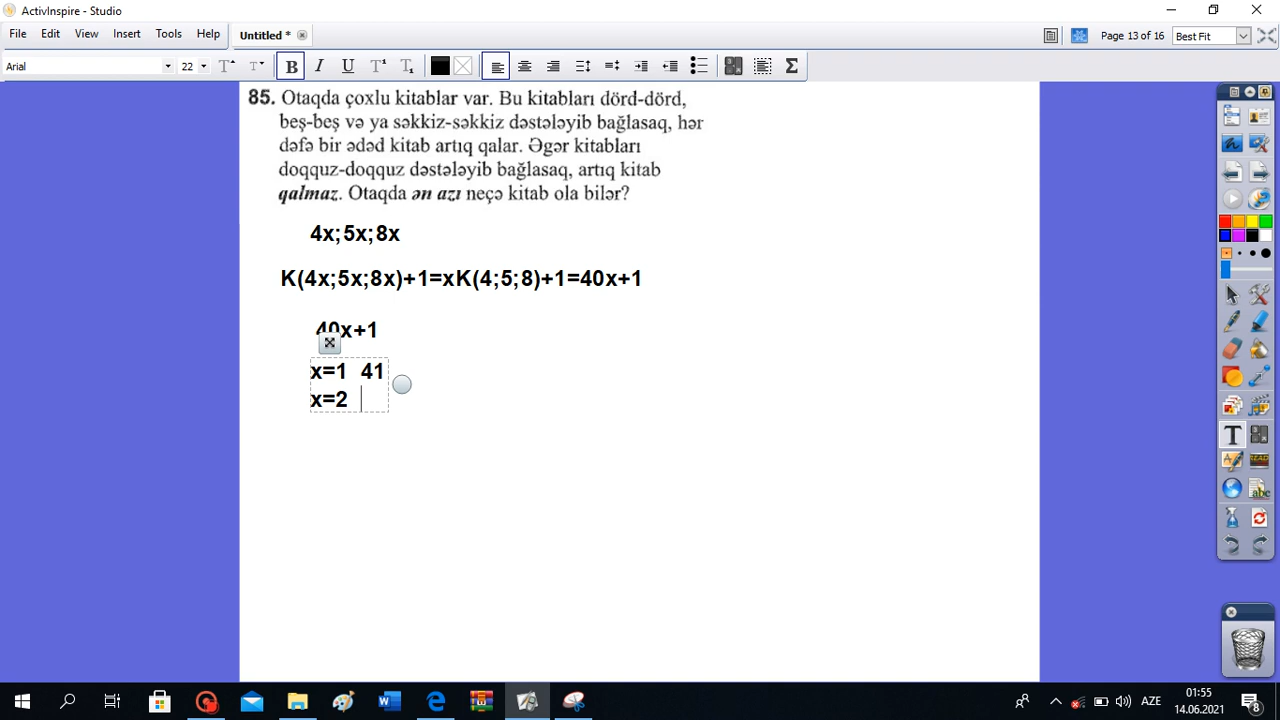 ActivInspire - Studio
File Edit View Insert Tools Help Untitled * Page 13 of 16 Best Fit
Arial 22 B I U T T Σ
85. Otaqda çoxlu kitablar var. Bu kitabları dörd-dörd,
beş-beş və ya səkkiz-səkkiz dəstələyib bağlasaq, hər
dəfə bir ədəd kitab artıq qalar. Əgər kitabları
doqquz-doqquz dəstələyib bağlasaq, artıq kitab
qalmaz. Otaqda ən azı neçə kitab ola bilər?
4x;5x;8x
K(4x;5x;8x)+1=xK(4;5;8)+1=40x+1
40x+1
x=1 41
x=2
AZE
01:55
14.06.2021
8